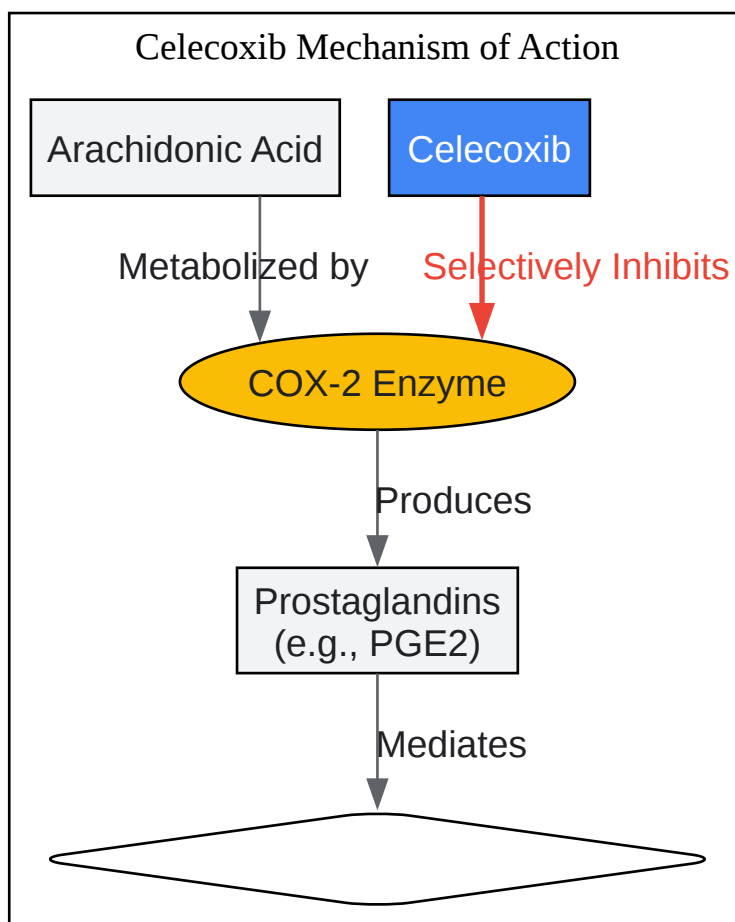 Celecoxib Mechanism of Action
Arachidonic Acid
Celecoxib
Metabolized by
Selectively Inhibits
COX-2 Enzyme
Produces
Prostaglandins
(e.g., PGE2)
Mediates